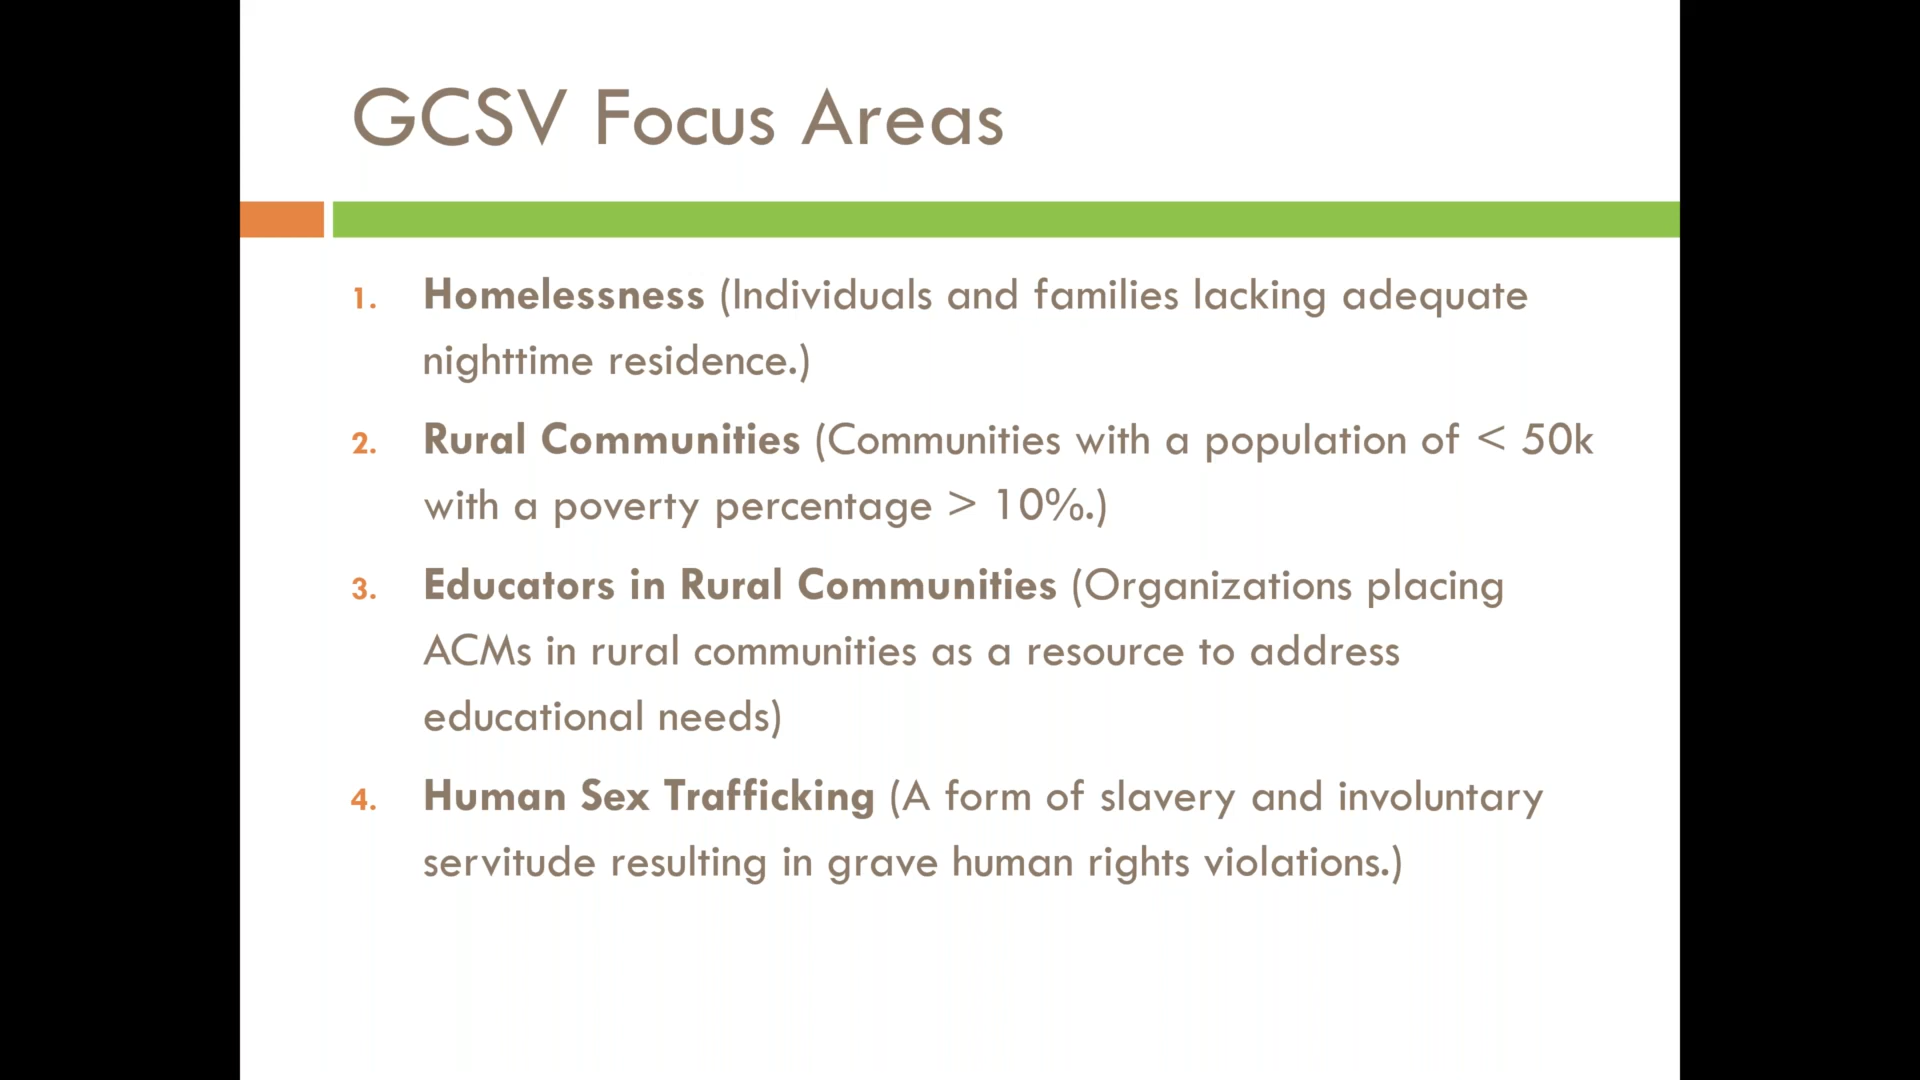 GCSV Focus Areas
1. Homelessness (Individuals and families lacking adequate
nighttime residence.)
2. Rural Communities (Communities with a population of < 50k
with a poverty percentage > 10%.)
3. Educators in Rural Communities (Organizations placing
ACMs in rural communities as a resource to address
educational needs)
4. Human Sex Trafficking (A form of slavery and involuntary
servitude resulting in grave human rights violations.)